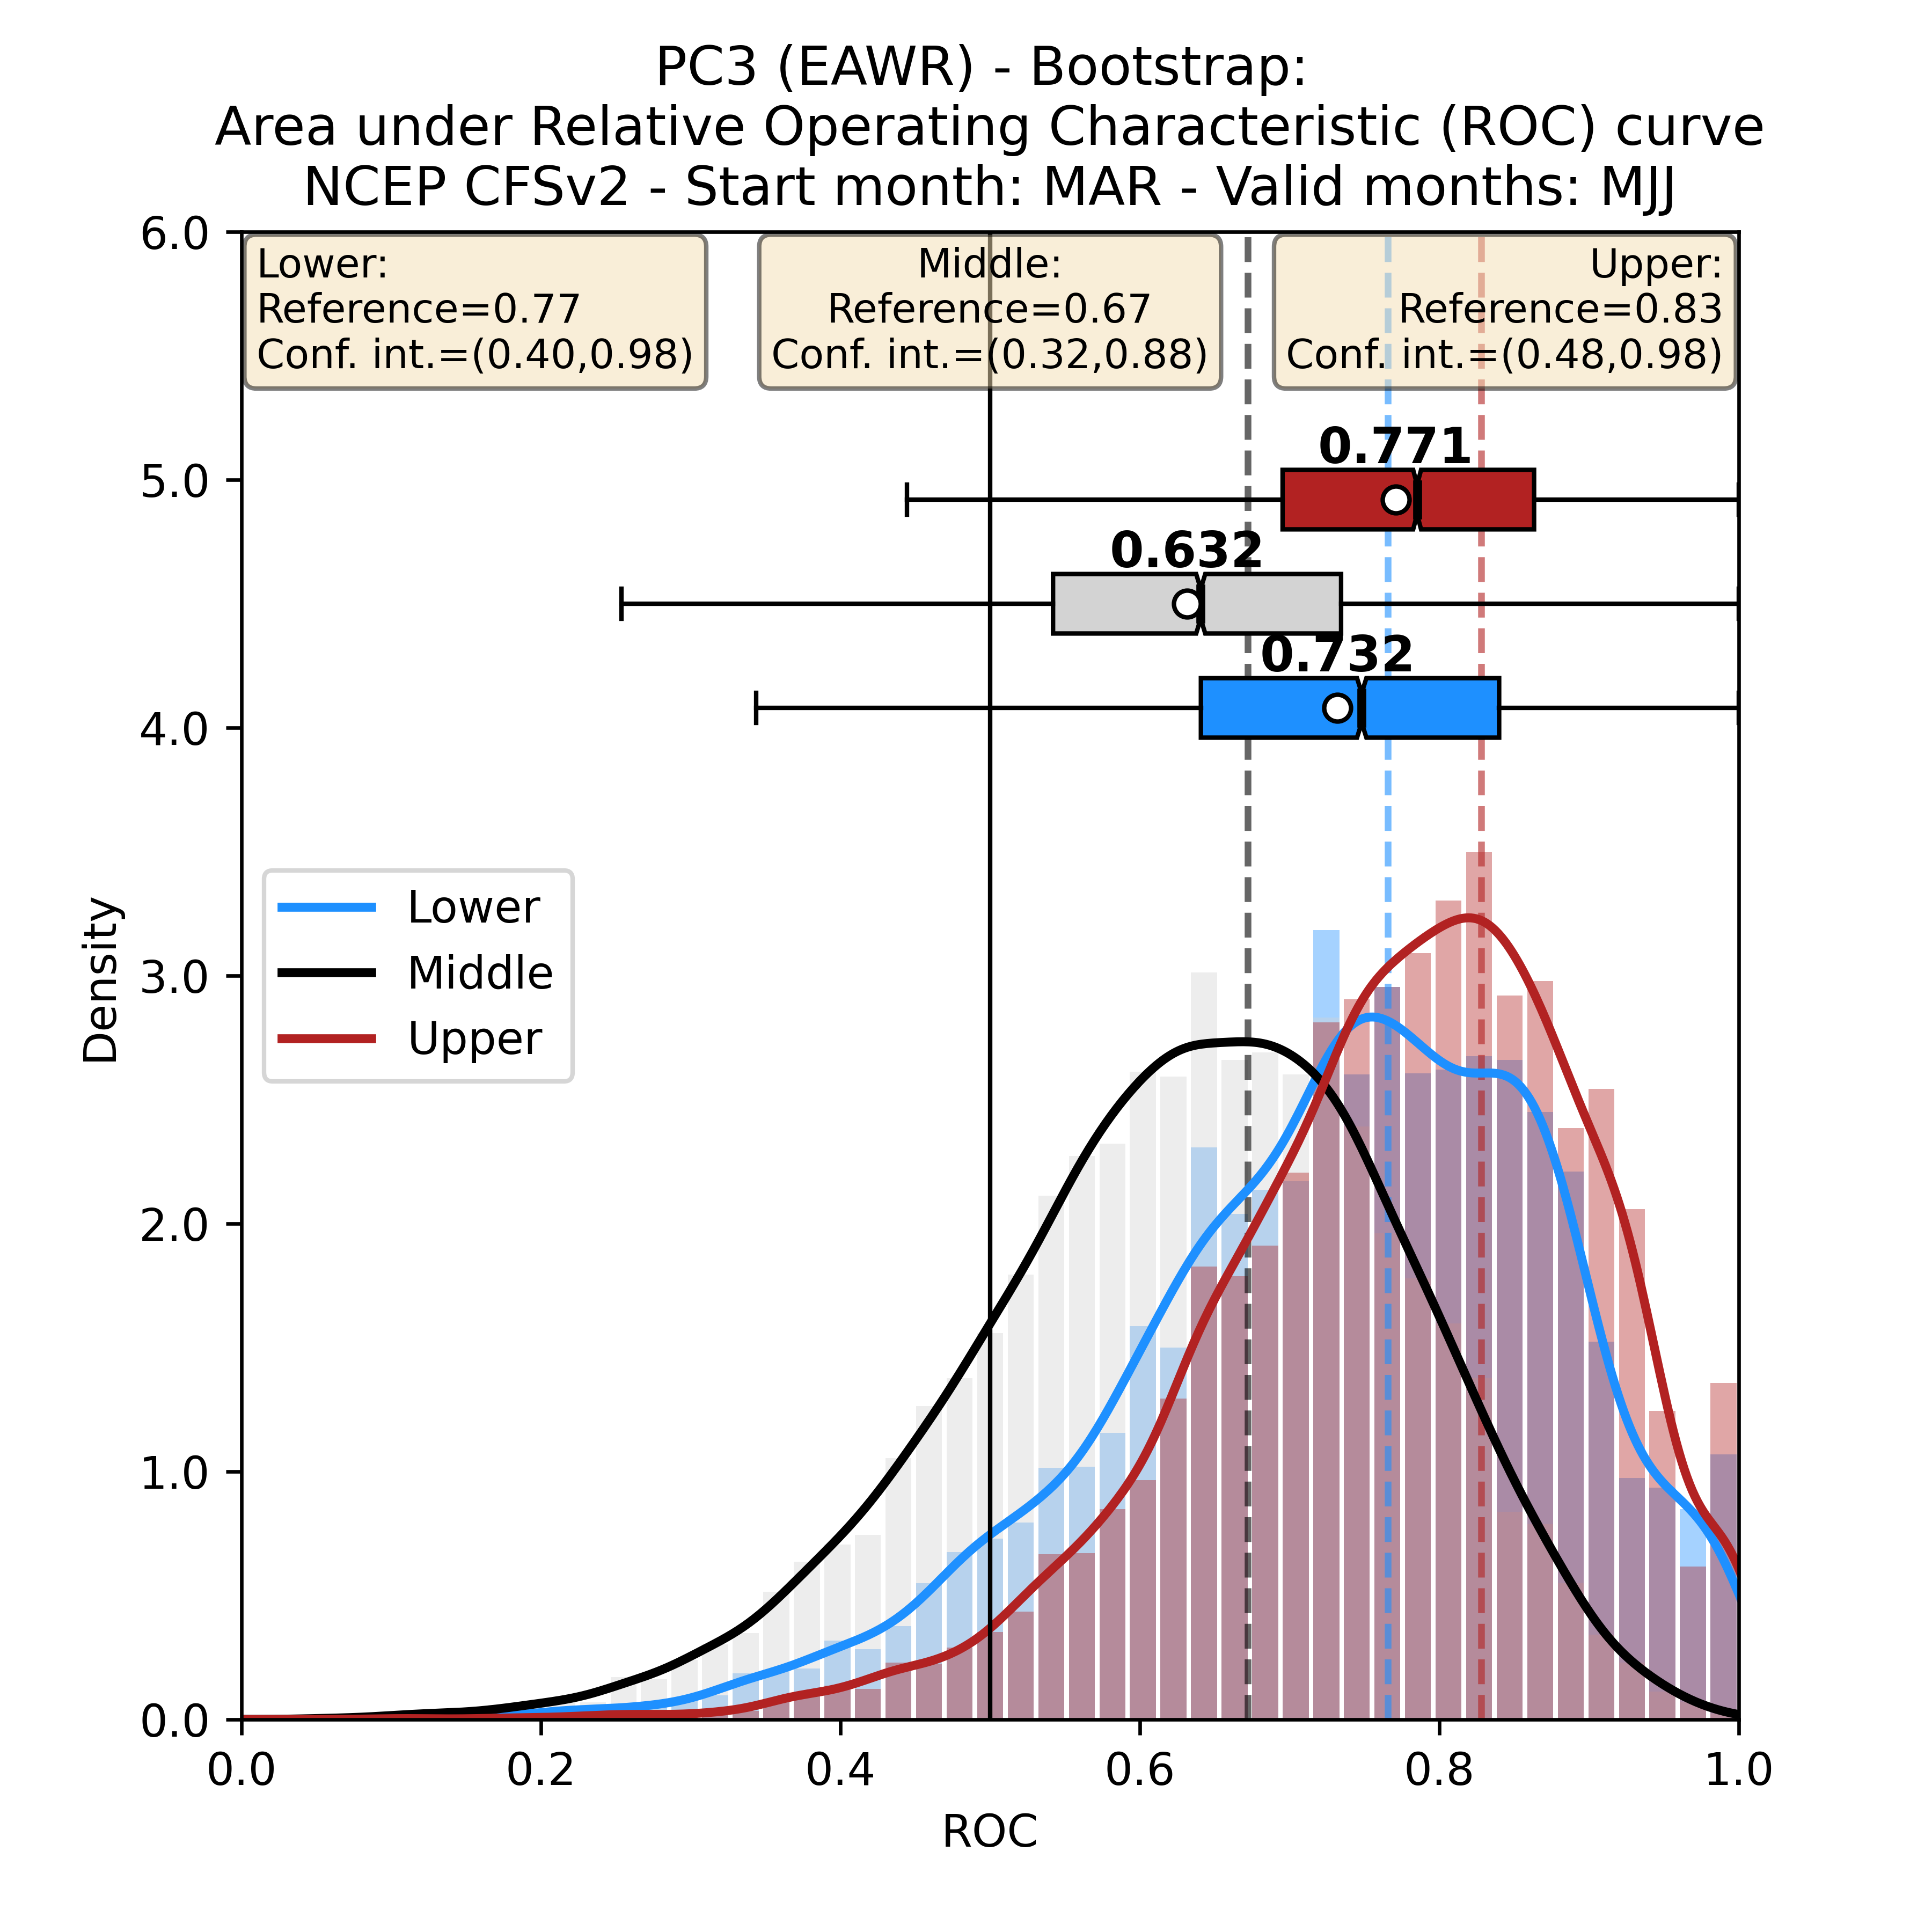 PC3 (EAWR) - Bootstrap:
Area under Relative Operating Characteristic (ROC) curve
NCEP CFSv2 - Start month: MAR - Valid months: MJJ
6.0
Lower:
Reference=0.77
Conf. int.=(0.40,0.98)
Middle:
Reference=0.67
Conf. int.=(0.32,0.88)
Upper:
Reference=0.83
Conf. int.=(0.48,0.98)
0.771
5.0
0.632
0.732
4.0
Density
Lower
Middle
Upper
3.0
2.0
1.0
0.0
0.0
0.2
0.4
0.6
0.8
1.0
ROC